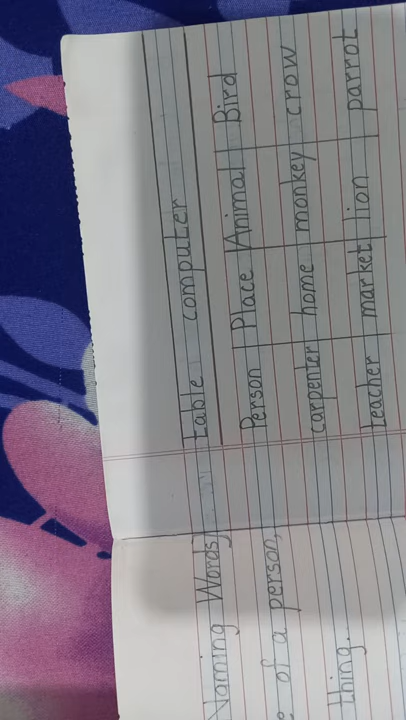 Naming Words
of a person,
thing.
table computer
Person Place Animal Bird
carpenter home monkey crow
teacher market lion parrot